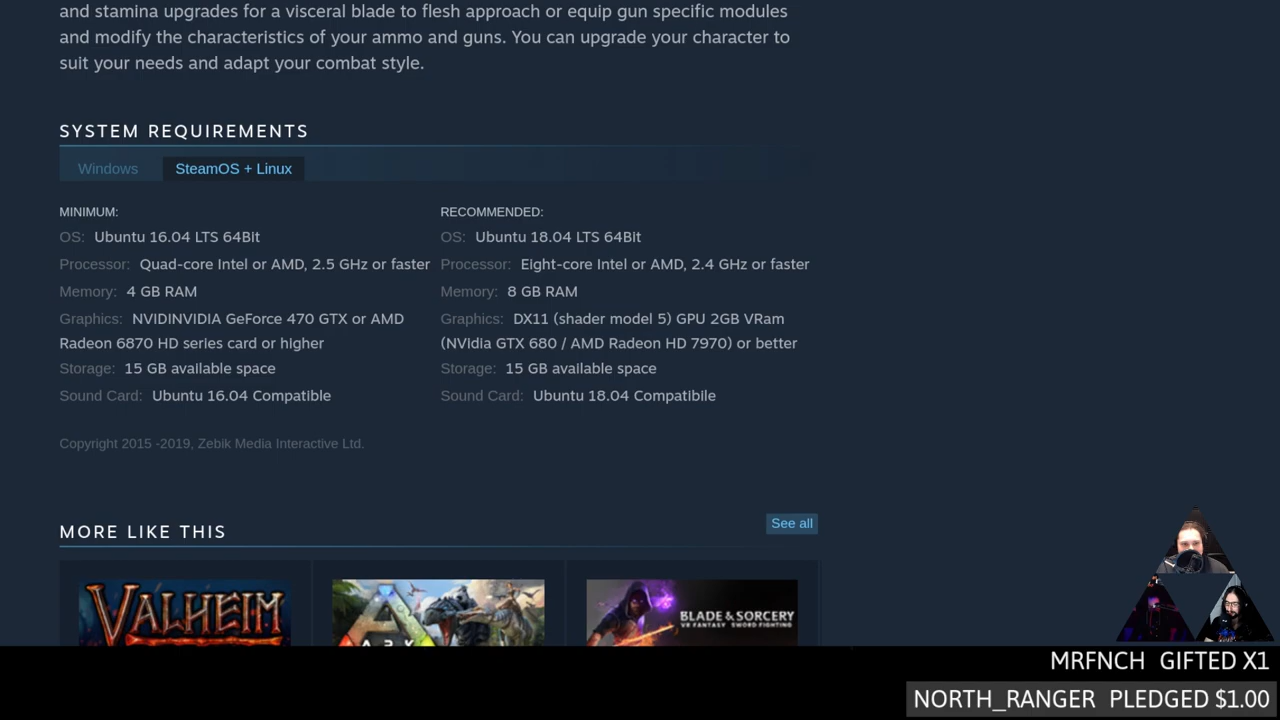 and stamina upgrades for a visceral blade to flesh approach or equip gun specific modules
and modify the characteristics of your ammo and guns. You can upgrade your character to
suit your needs and adapt your combat style.
SYSTEM REQUIREMENTS
Windows SteamOS + Linux
MINIMUM:
OS: Ubuntu 16.04 LTS 64Bit
Processor: Quad-core Intel or AMD, 2.5 GHz or faster
Memory: 4 GB RAM
Graphics: NVIDINVIDIA GeForce 470 GTX or AMD
Radeon 6870 HD series card or higher
Storage: 15 GB available space
Sound Card: Ubuntu 16.04 Compatible
RECOMMENDED:
OS: Ubuntu 18.04 LTS 64Bit
Processor: Eight-core Intel or AMD, 2.4 GHz or faster
Memory: 8 GB RAM
Graphics: DX11 (shader model 5) GPU 2GB VRam
(NVidia GTX 680 / AMD Radeon HD 7970) or better
Storage: 15 GB available space
Sound Card: Ubuntu 18.04 Compatibile
Copyright 2015 -2019, Zebik Media Interactive Ltd.
MORE LIKE THIS
See all
VALHEIM
ARK
BLADE & SORCERY
VR FANTASY SWORD FIGHTING
MRFNCH GIFTED X1
NORTH_RANGER PLEDGED $1.00